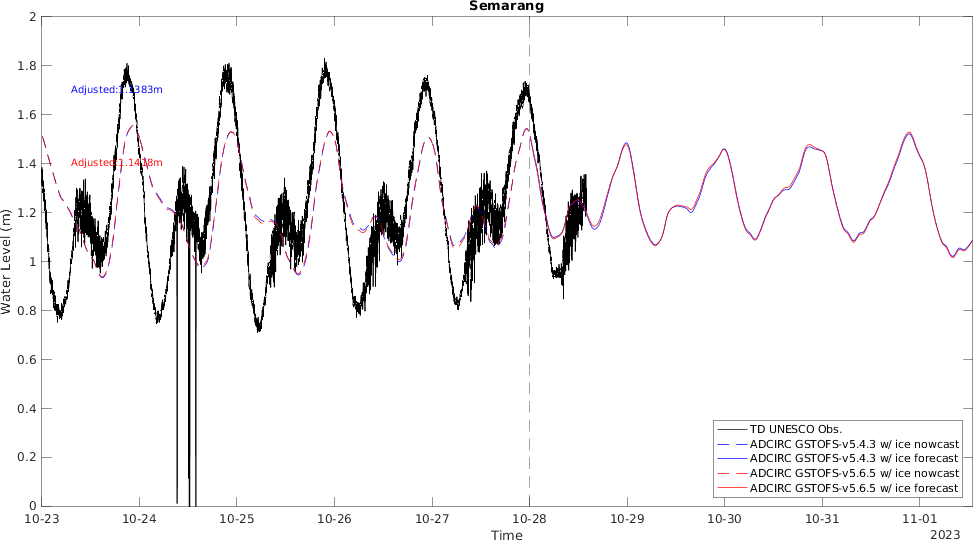 Semarang
2
1.8
1.6
1.4
1.2
1
0.8
0.6
0.4
0.2
0
Water Level (m)
Adjusted:1.1383m
TD UNESCO Obs.
ADCIRC GSTOFS-v5.4.3 w/ ice nowcast
ADCIRC GSTOFS-v5.4.3 w/ ice forecast
ADCIRC GSTOFS-v5.6.5 w/ ice nowcast
ADCIRC GSTOFS-v5.6.5 w/ ice forecast
10-23 10-24 10-25 10-26 10-27 10-28 10-29 10-30 10-31 11-01
Time
2023